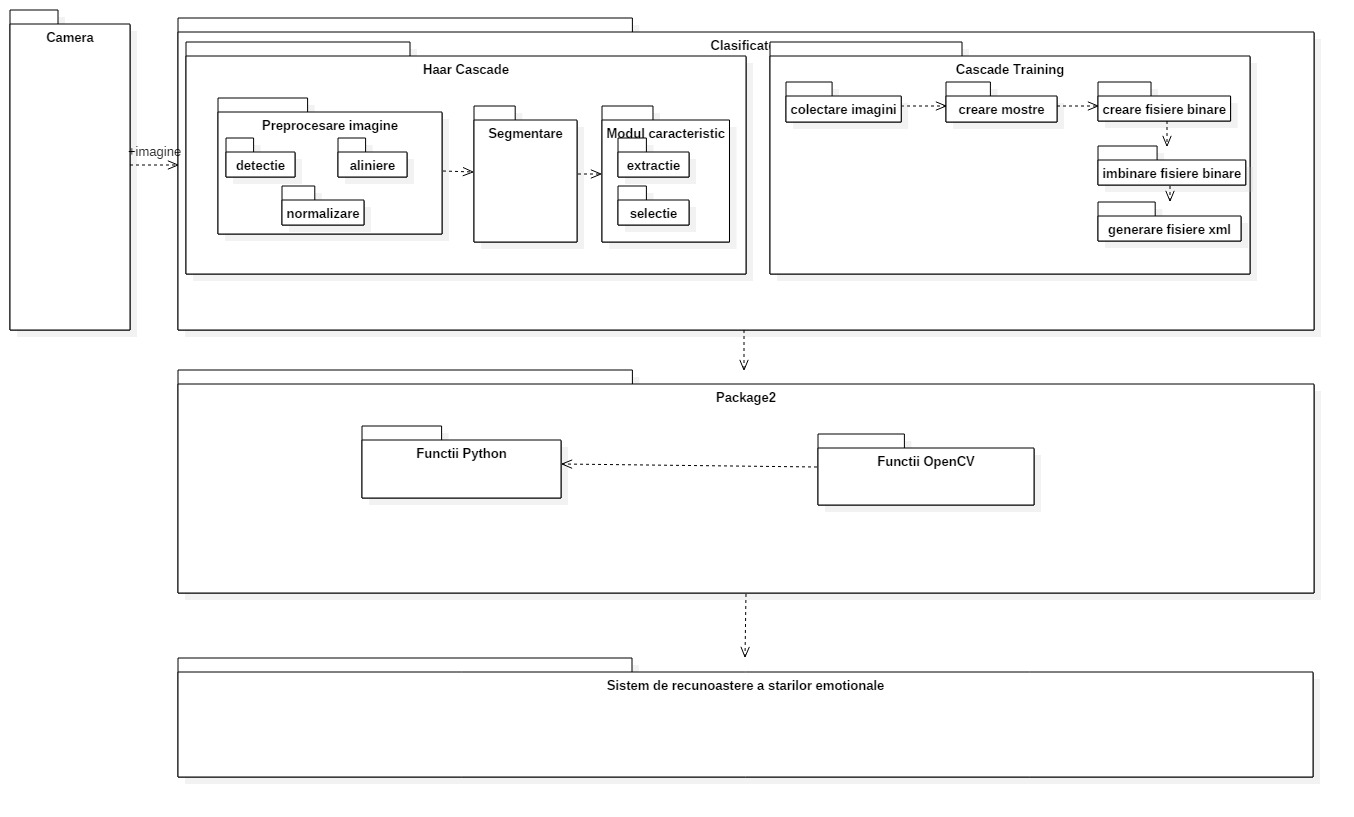 Camera
+imagine
Clasificat
Haar Cascade
Preprocesare imagine
detectie
aliniere
normalizare
Segmentare
Modul caracteristic
extractie
selectie
Cascade Training
colectare imagini
creare mostre
creare fisiere binare
imbinare fisiere binare
generare fisiere xml
Package2
Functii Python
Functii OpenCV
Sistem de recunoastere a starilor emotionale